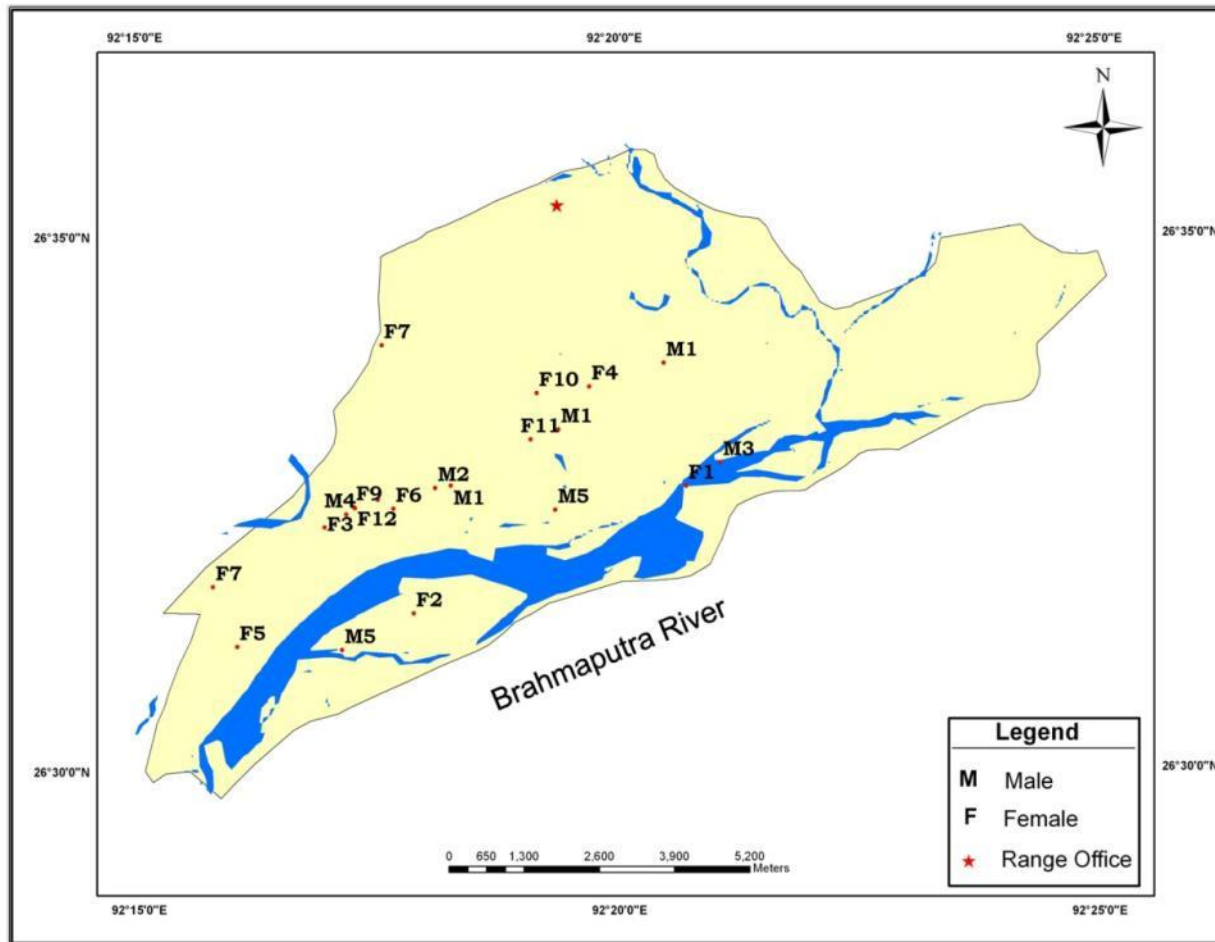 92°15'0"E 92°20'0"E 92°25'0"E
N
26°35'0"N 26°35'0"N
F7
M1
F10 F4
M1
F11
M3
F1
M2
F9 F6 M1
M4 M5
F12
F3
F7
F2
F5 M5
Brahmaputra River
Legend
M Male
F Female
Range Office
26°30'0"N 26°30'0"N
0 650 1,300 2,600 3,900 5,200
Meters
92°15'0"E 92°20'0"E 92°25'0"E